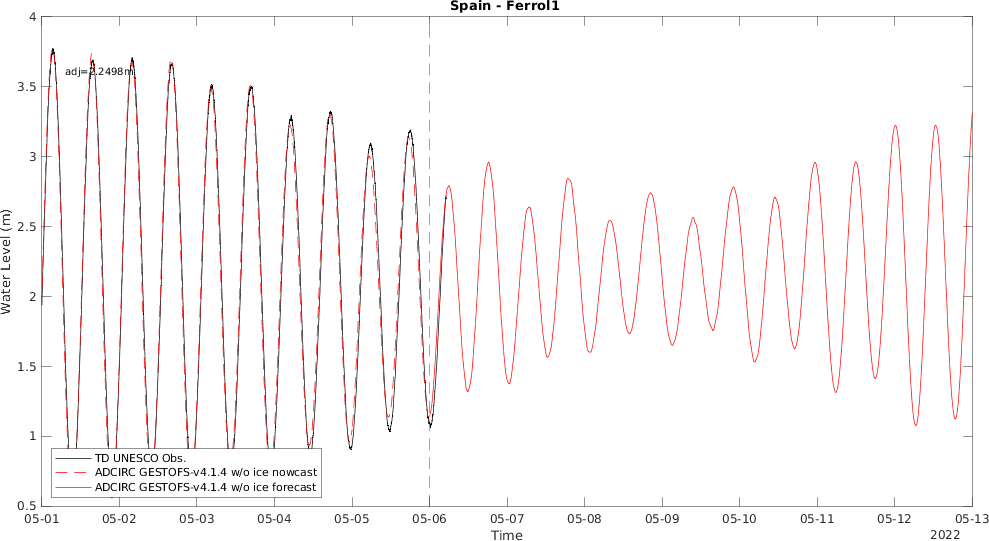 Spain - Ferrol1
4
3.5
3
2.5
2
1.5
1
0.5
Water Level (m)
adj=2.2498m
TD UNESCO Obs.
ADCIRC GESTOFS-v4.1.4 w/o ice nowcast
ADCIRC GESTOFS-v4.1.4 w/o ice forecast
05-01 05-02 05-03 05-04 05-05 05-06 05-07 05-08 05-09 05-10 05-11 05-12 05-13
Time
2022